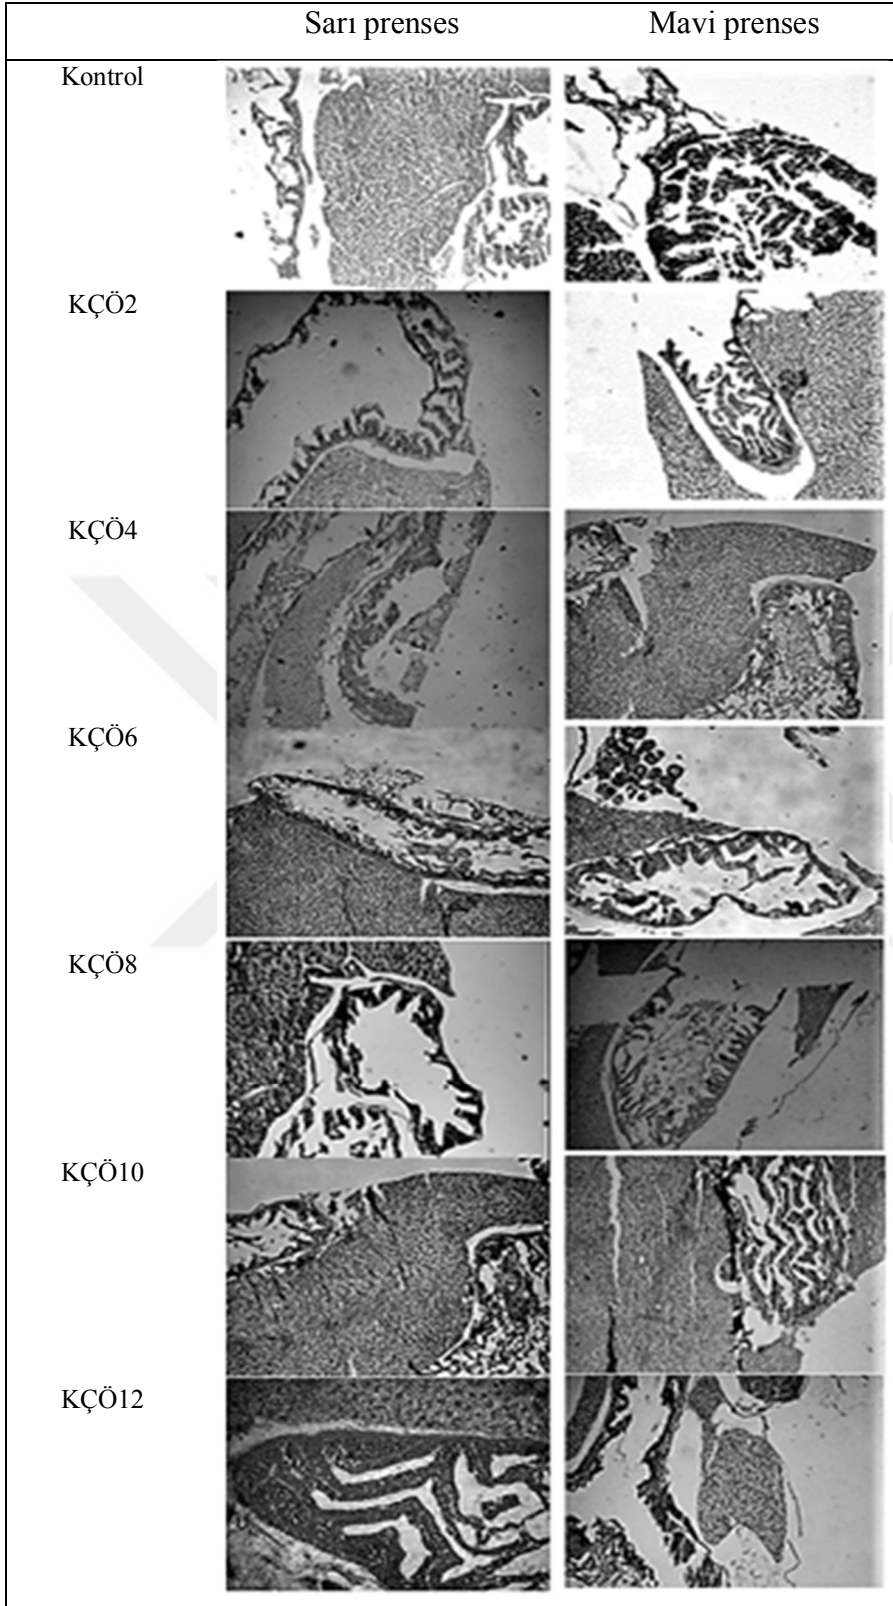 Sarı prenses Mavi prenses
Kontrol
KÇÖ2
KÇÖ4
KÇÖ6
KÇÖ8
KÇÖ10
KÇÖ12